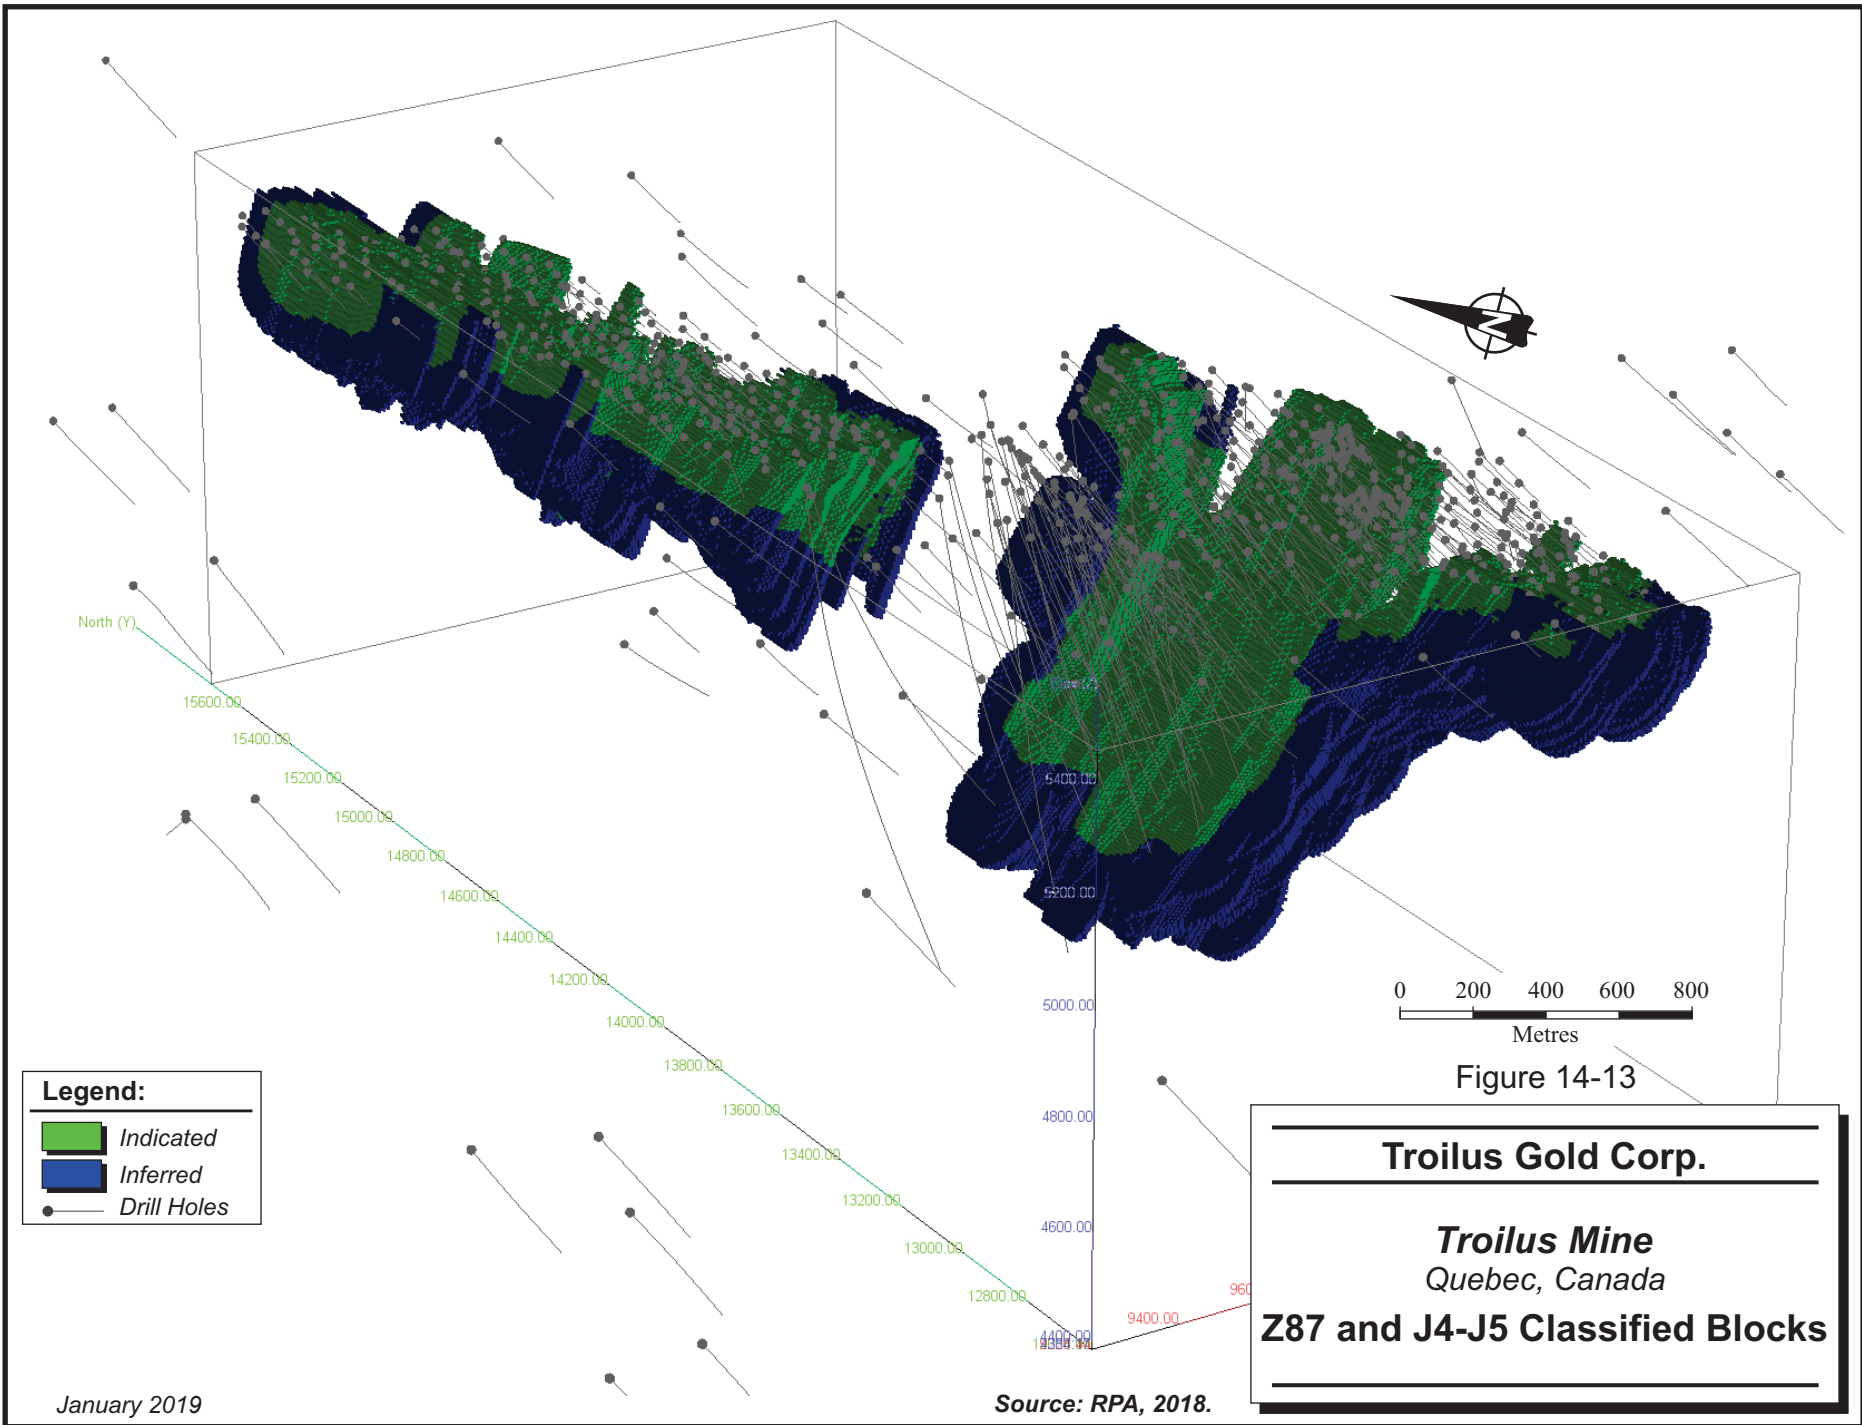 North (Y)
15600.00
15400.00
15200.00
15000.00
14800.00
14600.00
14400.00
14200.00
14000.00
13800.00
13600.00
13400.00
13200.00
13000.00
12800.00
5400.00
5200.00
5000.00
4800.00
4600.00
4400.00
9400.00
960
N
0 200 400 600 800
Metres
Figure 14-13
Legend:
Indicated
Inferred
Drill Holes
Troilus Gold Corp.
Troilus Mine
Quebec, Canada
Z87 and J4-J5 Classified Blocks
January 2019
Source: RPA, 2018.